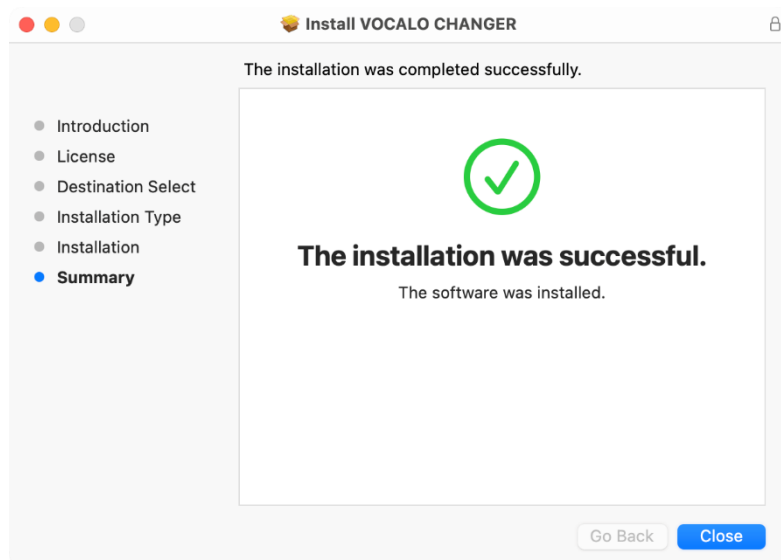 Install VOCALO CHANGER
The installation was completed successfully.
Introduction
License
Destination Select
Installation Type
Installation
Summary
The installation was successful.
The software was installed.
Go Back
Close